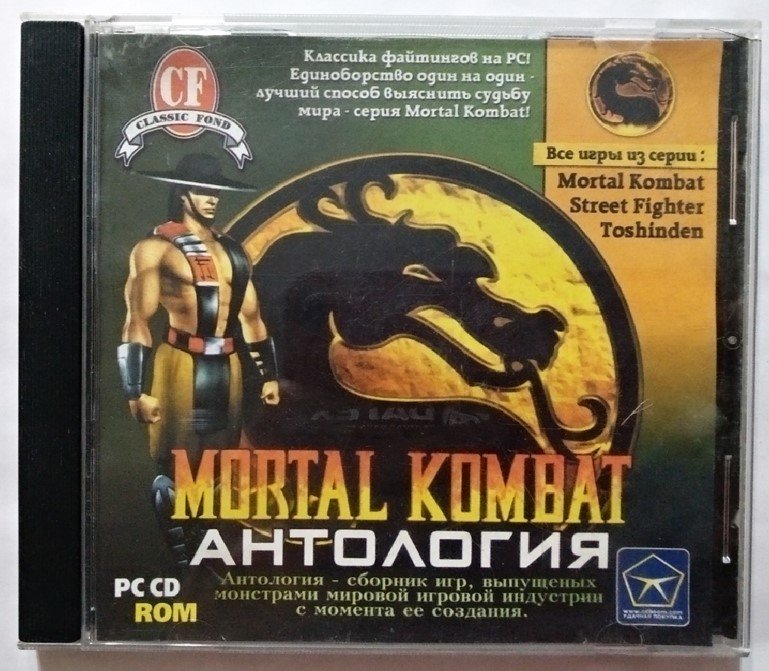 CF
CLASSIC FOND
Классика файтингов на PC!
Единоборство один на один -
лучший способ выяснить судьбу
мира - серия Mortal Kombat!
Все игры из серии:
Mortal Kombat
Street Fighter
Toshinden
MORTAL KOMBAT
АНТОЛОГИЯ
Антология - сборник игр, выпущеных
монстрами мировой игровой индустрии
с момента ее создания.
PC CD
ROM
УДАЧНАЯ ПОКУПКА